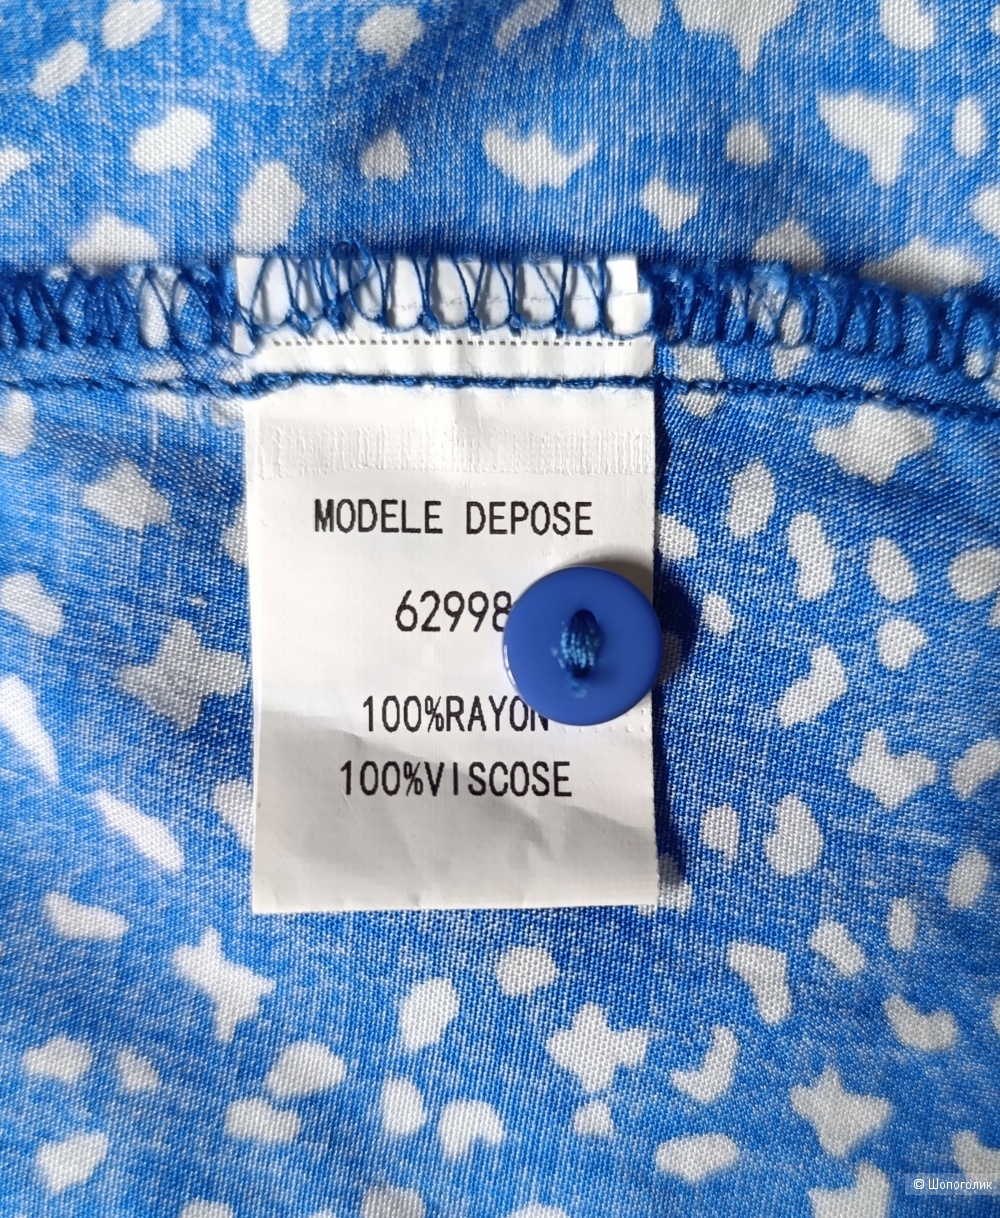 MODELE DEPOSE
62998
100%RAYON
100%VISCOSE
© Шопоголик